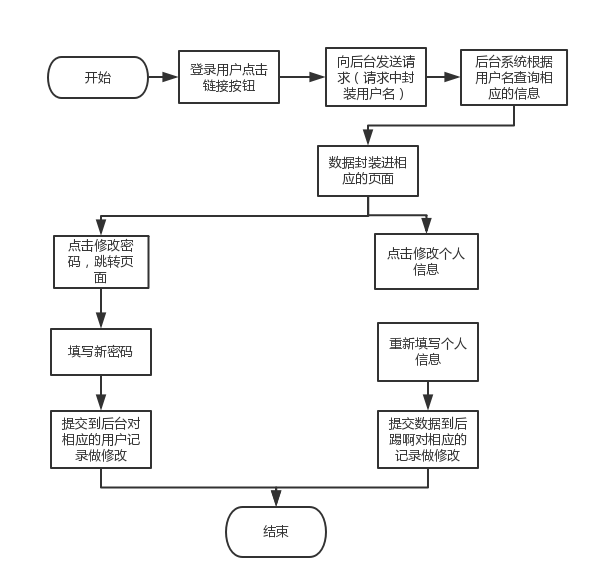 开始
登录用户点击
链接按钮
向后台发送请
求（请求中封
装用户名）
后台系统根据
用户名查询相
应的信息
数据封装进相
应的页面
点击修改密
码，跳转页
面
点击修改个人
信息
填写新密码
重新填写个人
信息
提交到后台对
相应的用户记
录做修改
提交数据到后
踢啊对相应的
记录做修改
结束